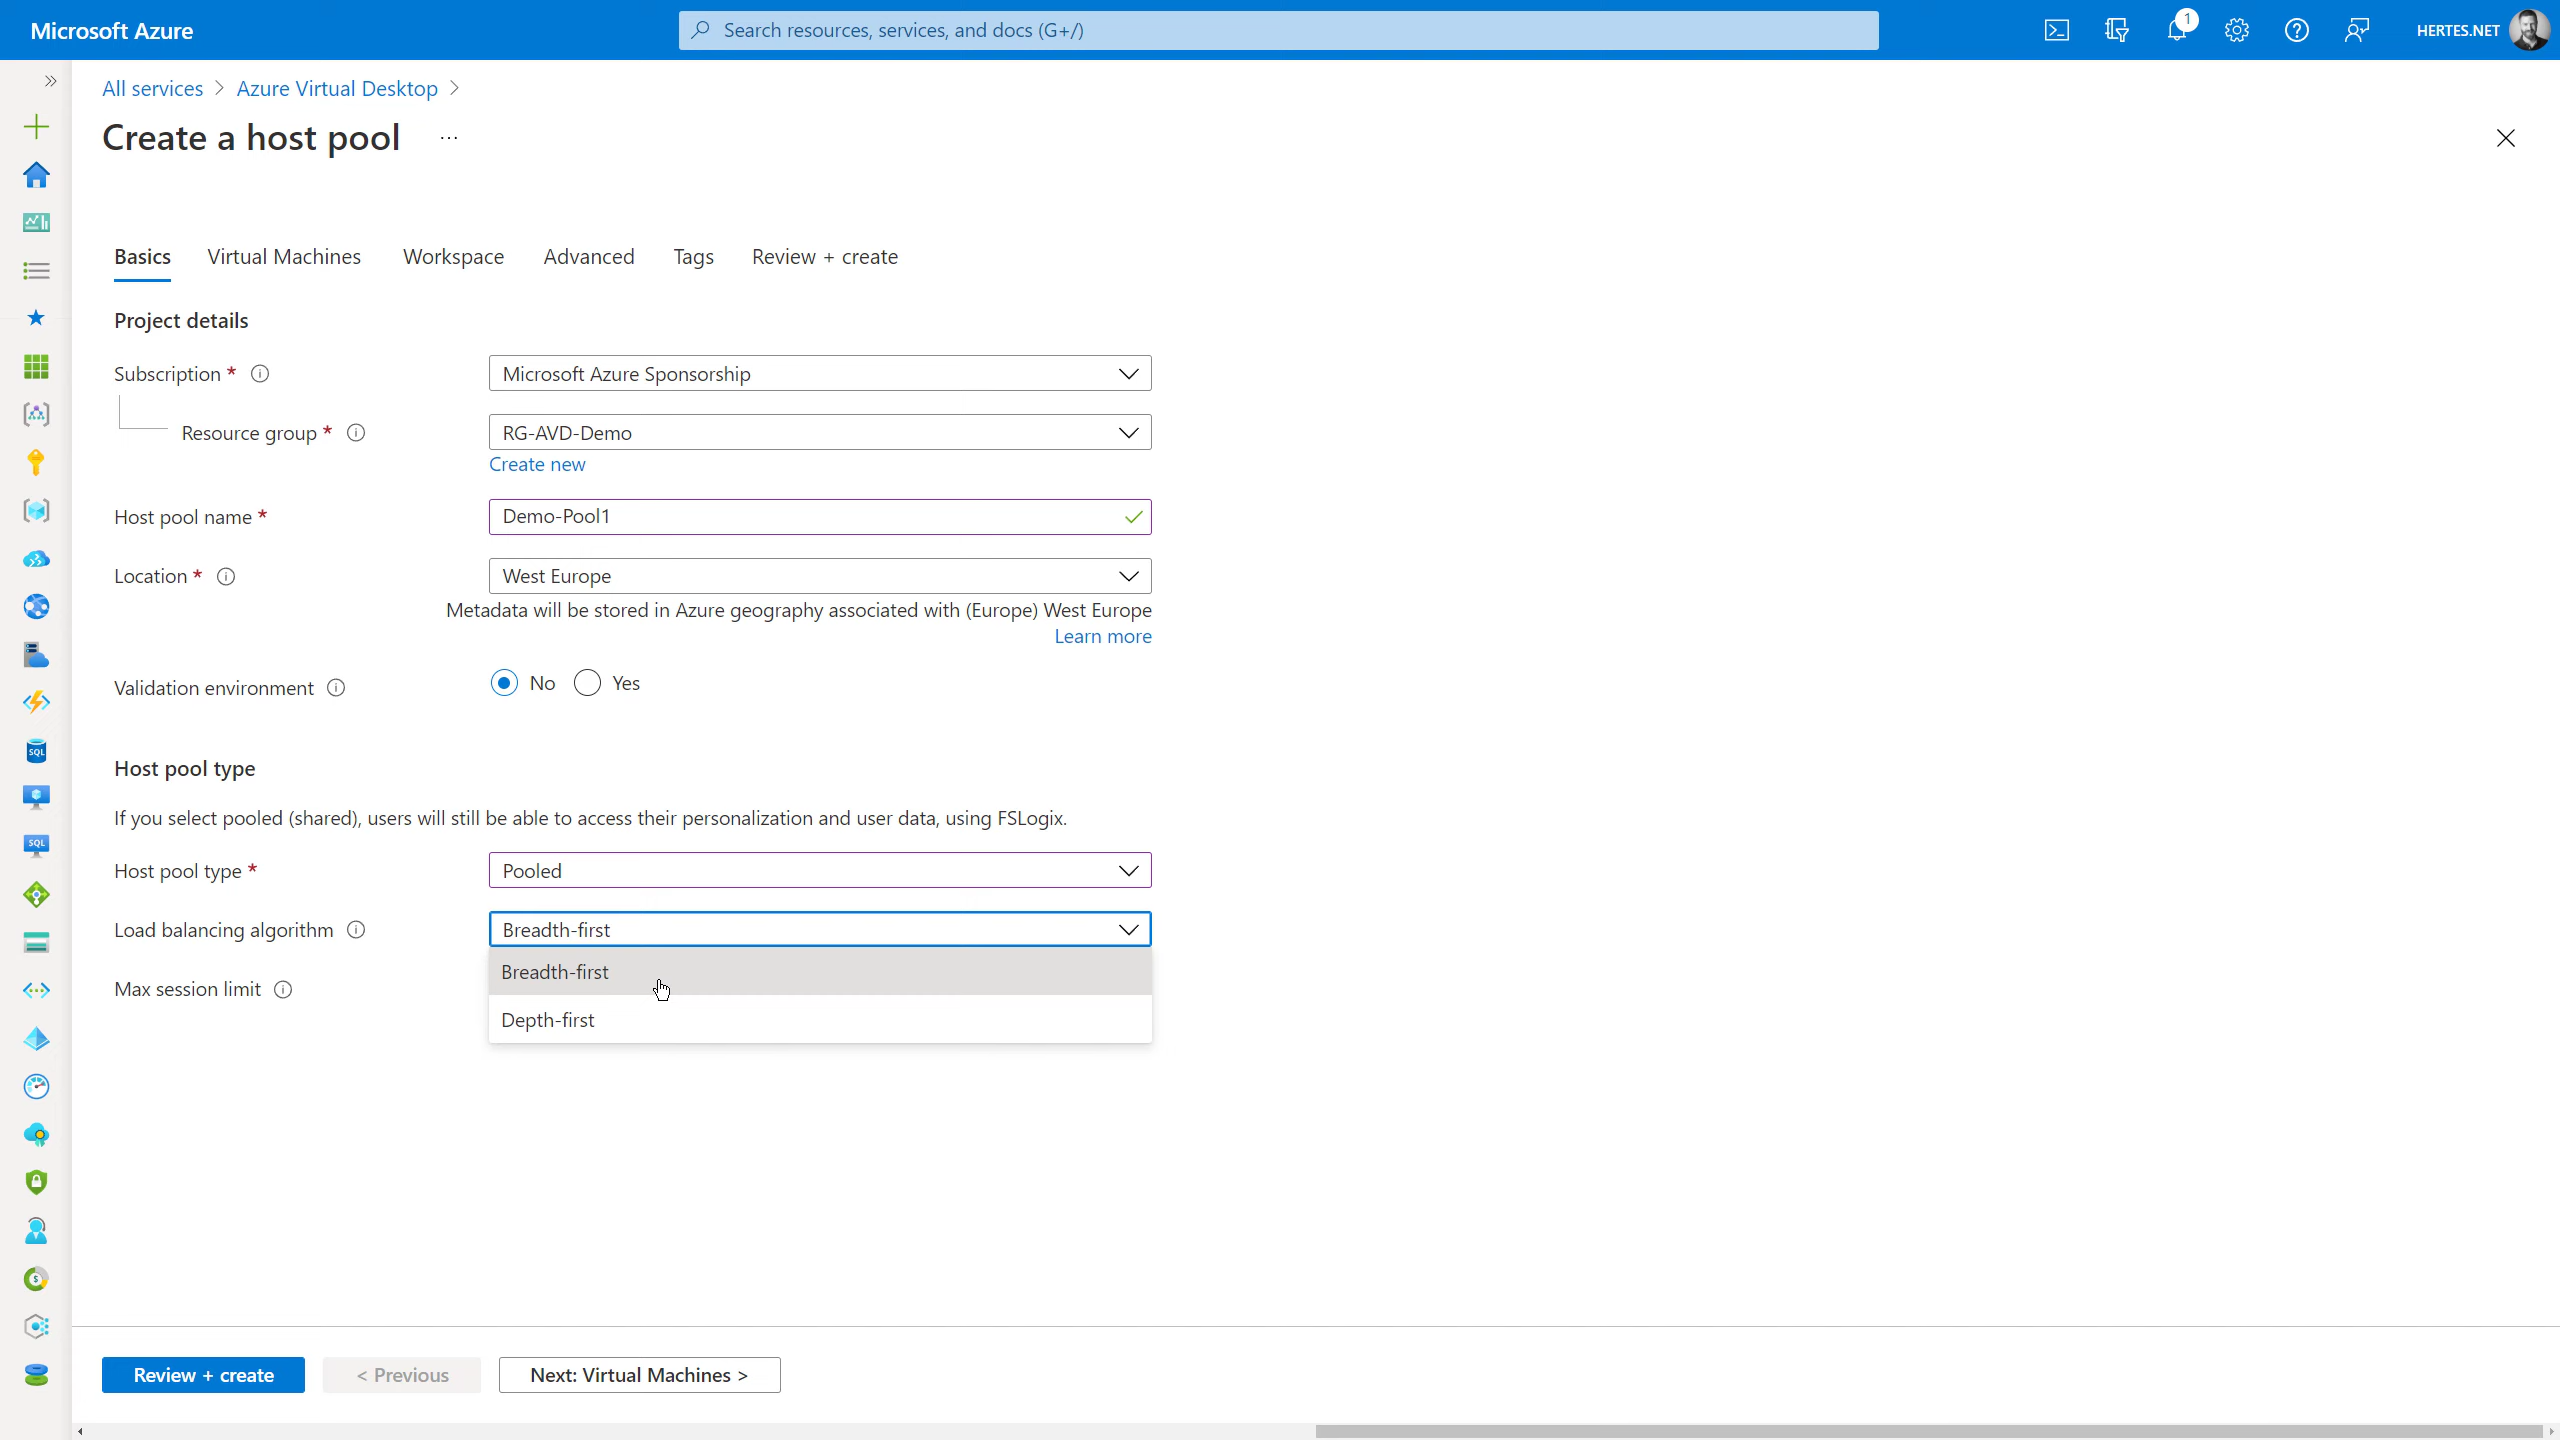 Microsoft Azure
Search resources, services, and docs (G+/)
1
HERTES.NET
All services > Azure Virtual Desktop >
Create a host pool ...
Basics Virtual Machines Workspace Advanced Tags Review + create
Project details
Subscription * Microsoft Azure Sponsorship
Resource group * RG-AVD-Demo
Create new
Host pool name * Demo-Pool1
Location * West Europe
Metadata will be stored in Azure geography associated with (Europe) West Europe
Learn more
Validation environment No Yes
Host pool type
If you select pooled (shared), users will still be able to access their personalization and user data, using FSLogix.
Host pool type * Pooled
Load balancing algorithm Breadth-first
Breadth-first
Max session limit
Depth-first
Review + create < Previous Next: Virtual Machines >
SQL
SQL